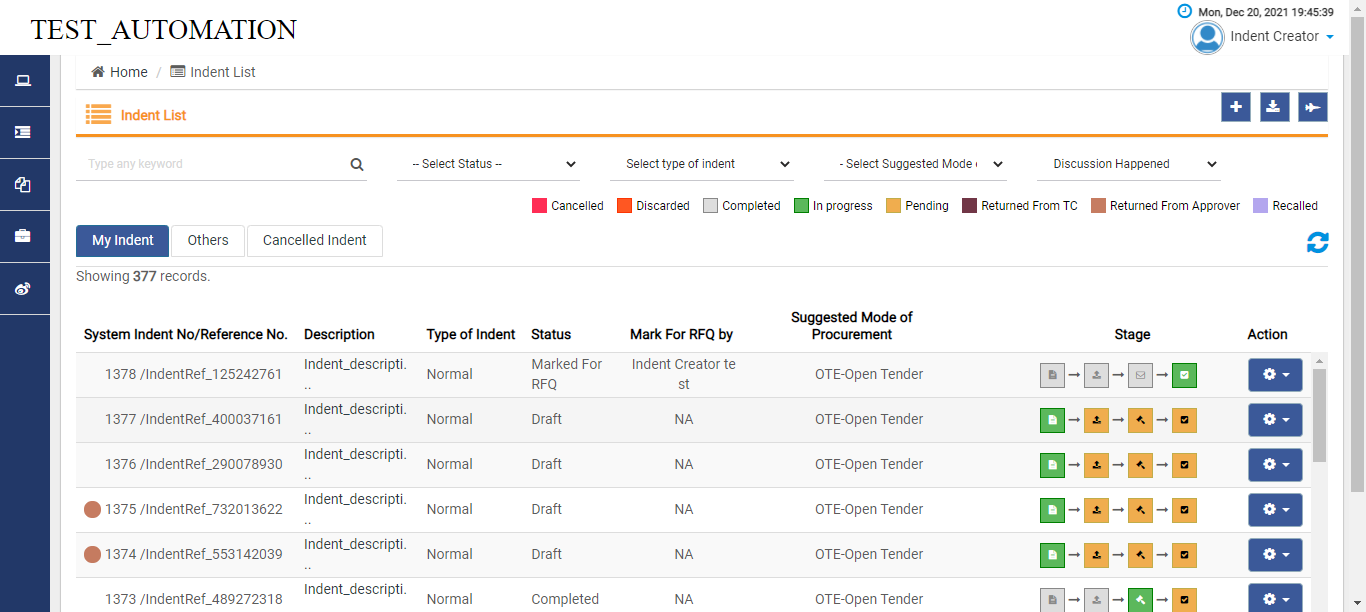 Mon, Dec 20, 2021 19:45:39
TEST_AUTOMATION
Indent Creator
Home / Indent List
Indent List
Type any keyword
-- Select Status --
Select type of indent
- Select Suggested Mode
Discussion Happened
Cancelled Discarded Completed In progress Pending Returned From TC Returned From Approver Recalled
My Indent Others Cancelled Indent
Showing 377 records.
System Indent No/Reference No. Description Type of Indent Status Mark For RFQ by Suggested Mode of Procurement Stage Action
1378 /IndentRef_125242761 Indent_descripti... Normal Marked For RFQ Indent Creator test OTE-Open Tender
1377 /IndentRef_400037161 Indent_descripti... Normal Draft NA OTE-Open Tender
1376 /IndentRef_290078930 Indent_descripti... Normal Draft NA OTE-Open Tender
1375 /IndentRef_732013622 Indent_descripti... Normal Draft NA OTE-Open Tender
1374 /IndentRef_553142039 Indent_descripti... Normal Draft NA OTE-Open Tender
1373 /IndentRef_489272318 Indent_descripti. Normal Completed NA OTE-Open Tender